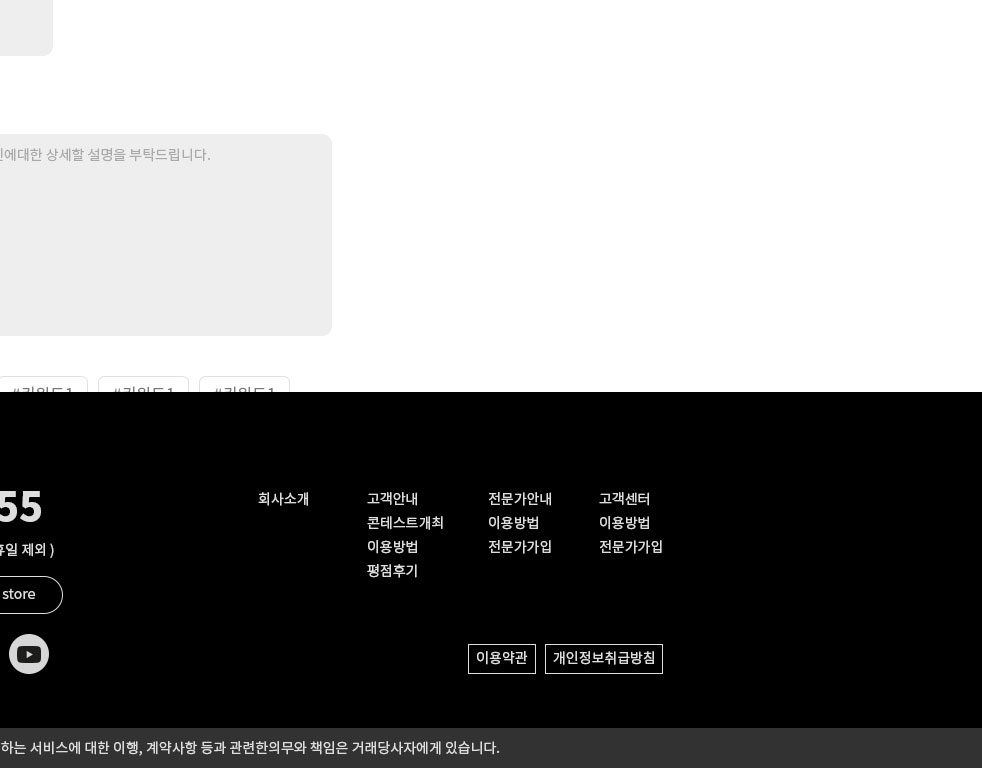 에대한 상세할 설명을 부탁드립니다.
#키워드1 #키워드1 #키워드1
55
회사소개
고객안내
콘테스트개최
이용방법
평점후기
전문가안내
이용방법
전문가가입
고객센터
이용방법
전문가가입
휴일 제외 )
store
이용약관
개인정보취급방침
하는 서비스에 대한 이행, 계약사항 등과 관련한의무와 책임은 거래당사자에게 있습니다.